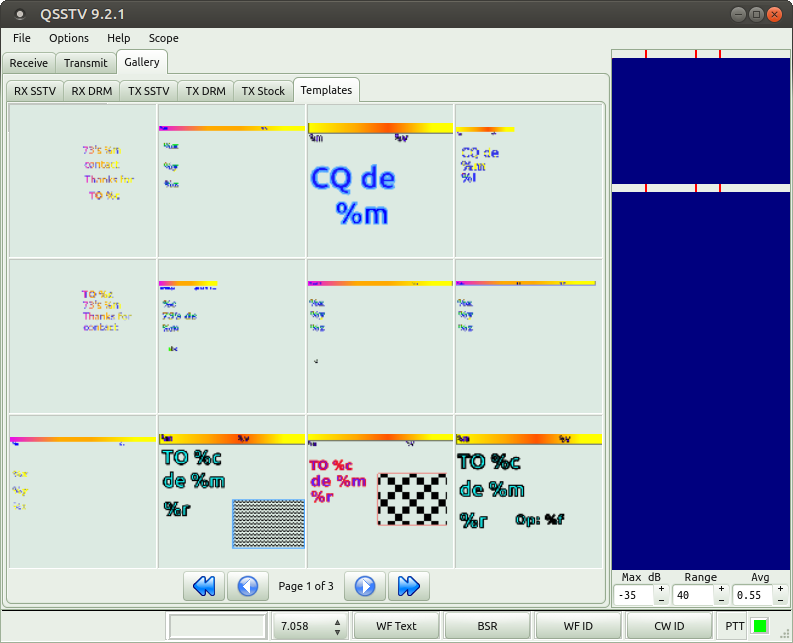 QSSTV 9.2.1
File Options Help Scope
Receive Transmit Gallery
RX SSTV RX DRM TX SSTV TX DRM TX Stock Templates
73's %m
contact
Thanks for
TO %c
%x
%y
%z
%m %v
CQ de
%m
CQ de
%m
%l
TO %c
73's %m
Thanks for
contact
%c
73's de
%m
%x
%y
%z
%x
%y
%z
%x
%y
%z
%m %v
TO %c
de %m
%r
%m %v
TO %c
de %m
%r
%m %v
TO %c
de %m
%r Op: %f
Page 1 of 3
Max dB Range Avg
-35 40 0.55
7.058 WF Text BSR WF ID CW ID PTT